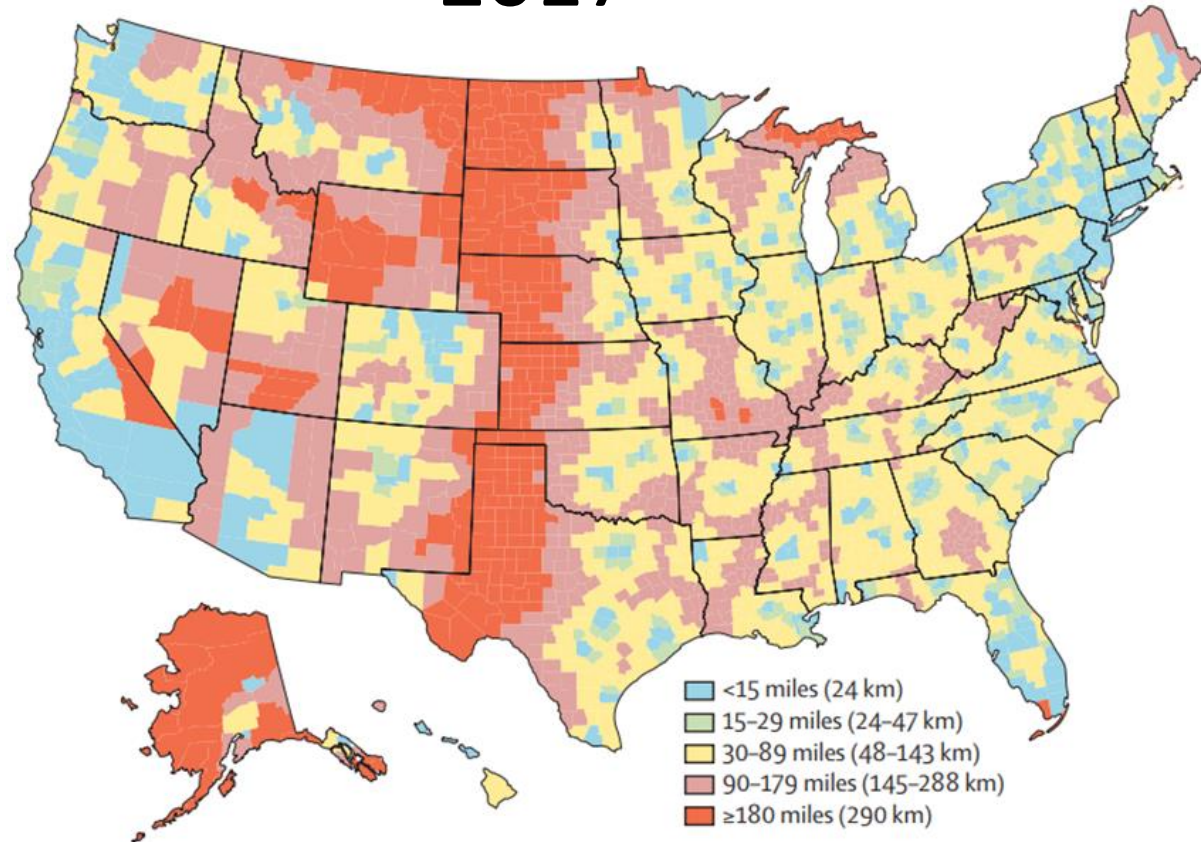 <15 miles (24 km)
15–29 miles (24–47 km)
30–89 miles (48–143 km)
90–179 miles (145–288 km)
≥180 miles (290 km)